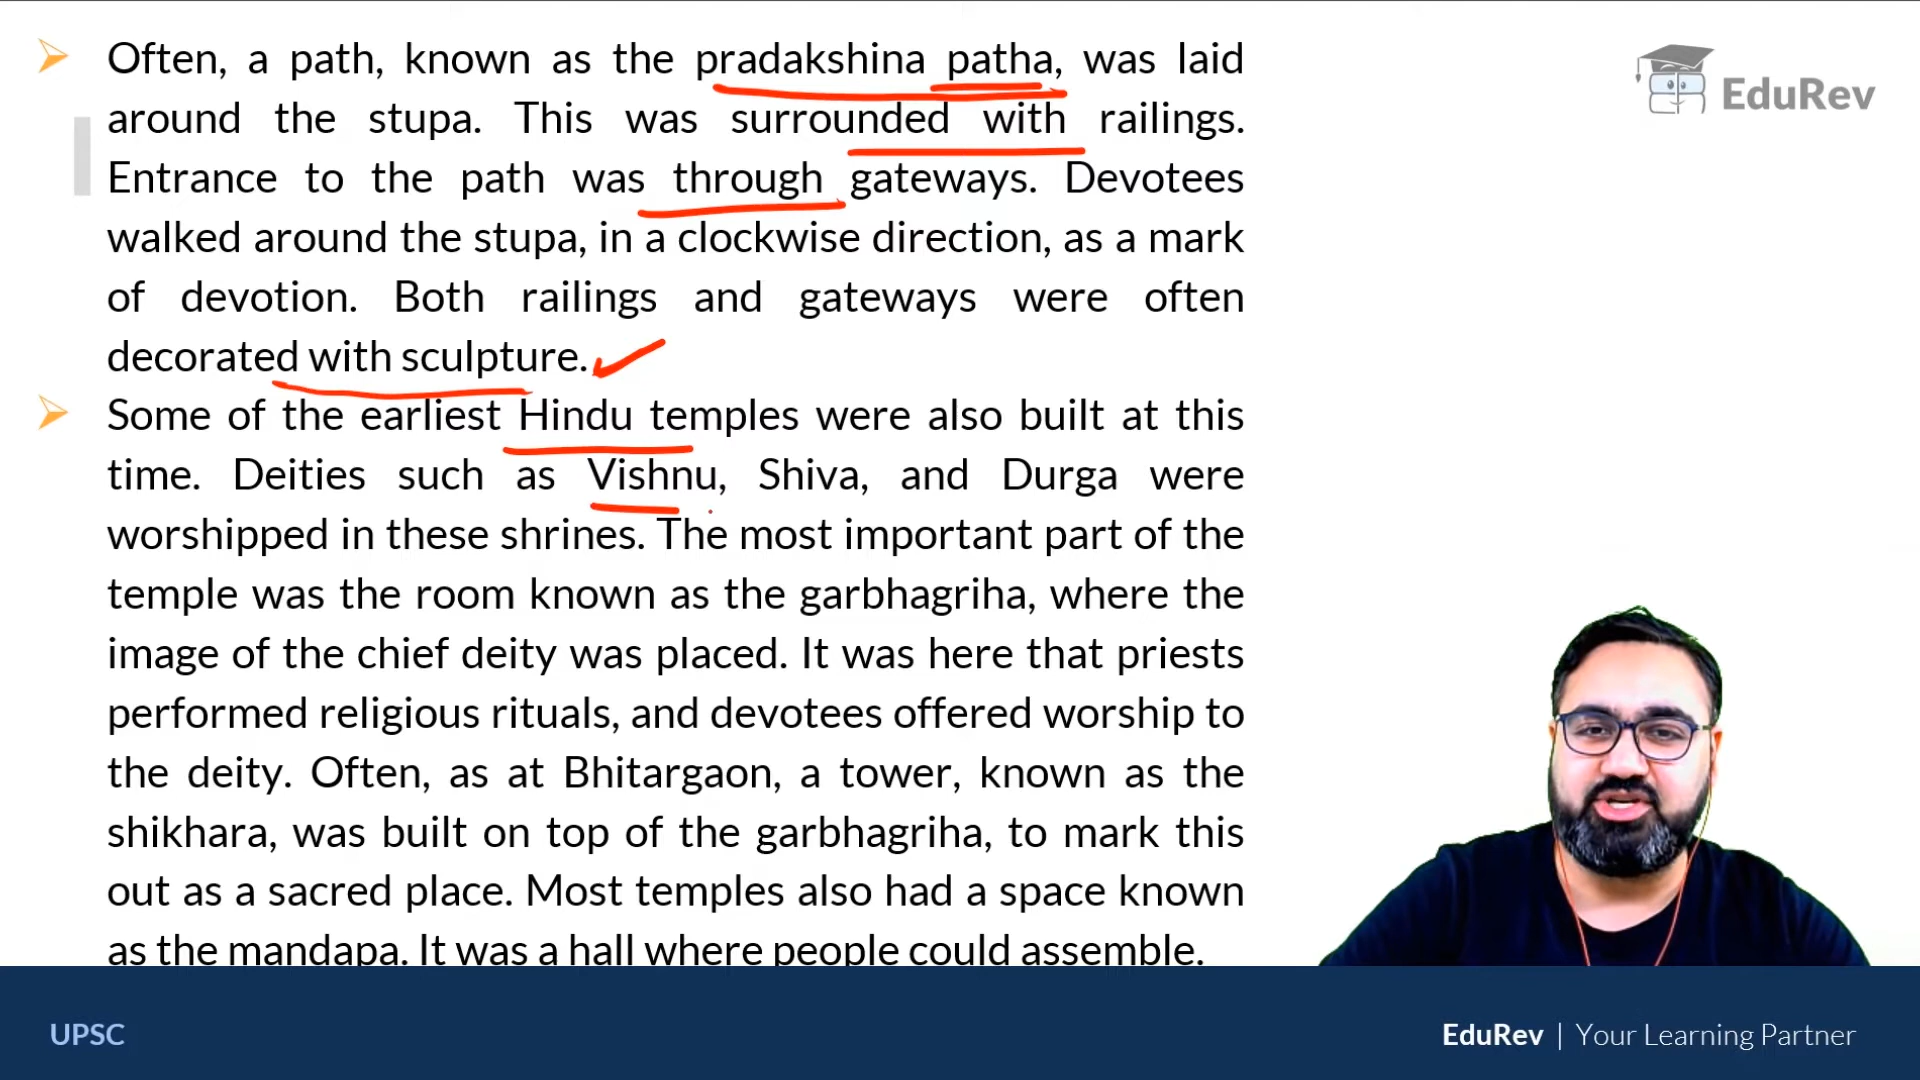 Often, a path, known as the pradakshina patha, was laid
around the stupa. This was surrounded with railings.
Entrance to the path was through gateways. Devotees
walked around the stupa, in a clockwise direction, as a mark
of devotion. Both railings and gateways were often
decorated with sculpture.
Some of the earliest Hindu temples were also built at this
time. Deities such as Vishnu, Shiva, and Durga were
worshipped in these shrines. The most important part of the
temple was the room known as the garbhagriha, where the
image of the chief deity was placed. It was here that priests
performed religious rituals, and devotees offered worship to
the deity. Often, as at Bhitargaon, a tower, known as the
shikhara, was built on top of the garbhagriha, to mark this
out as a sacred place. Most temples also had a space known
as the mandapa. It was a hall where people could assemble.
EduRev
UPSC
EduRev | Your Learning Partner